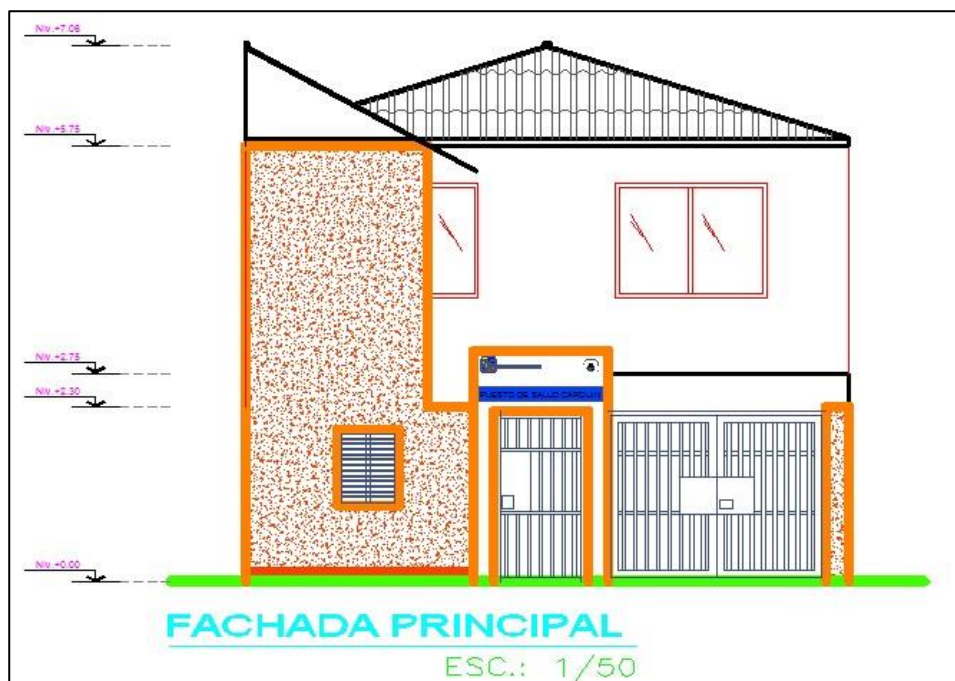 Niv.+7.06
Niv.+5.75
Niv.+2.75
Niv.+2.30
PUESTO DE SALUD CARQUIN
Niv.+0.00
FACHADA PRINCIPAL
ESC.: 1/50